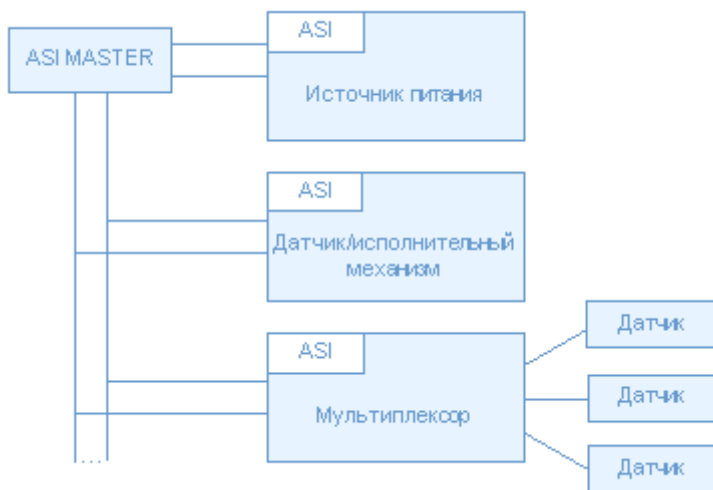 ASI MASTER
ASI
Источник питания
ASI
Датчик/исполнительный
механизм
ASI
Мультиплексор
Датчик
Датчик
Датчик